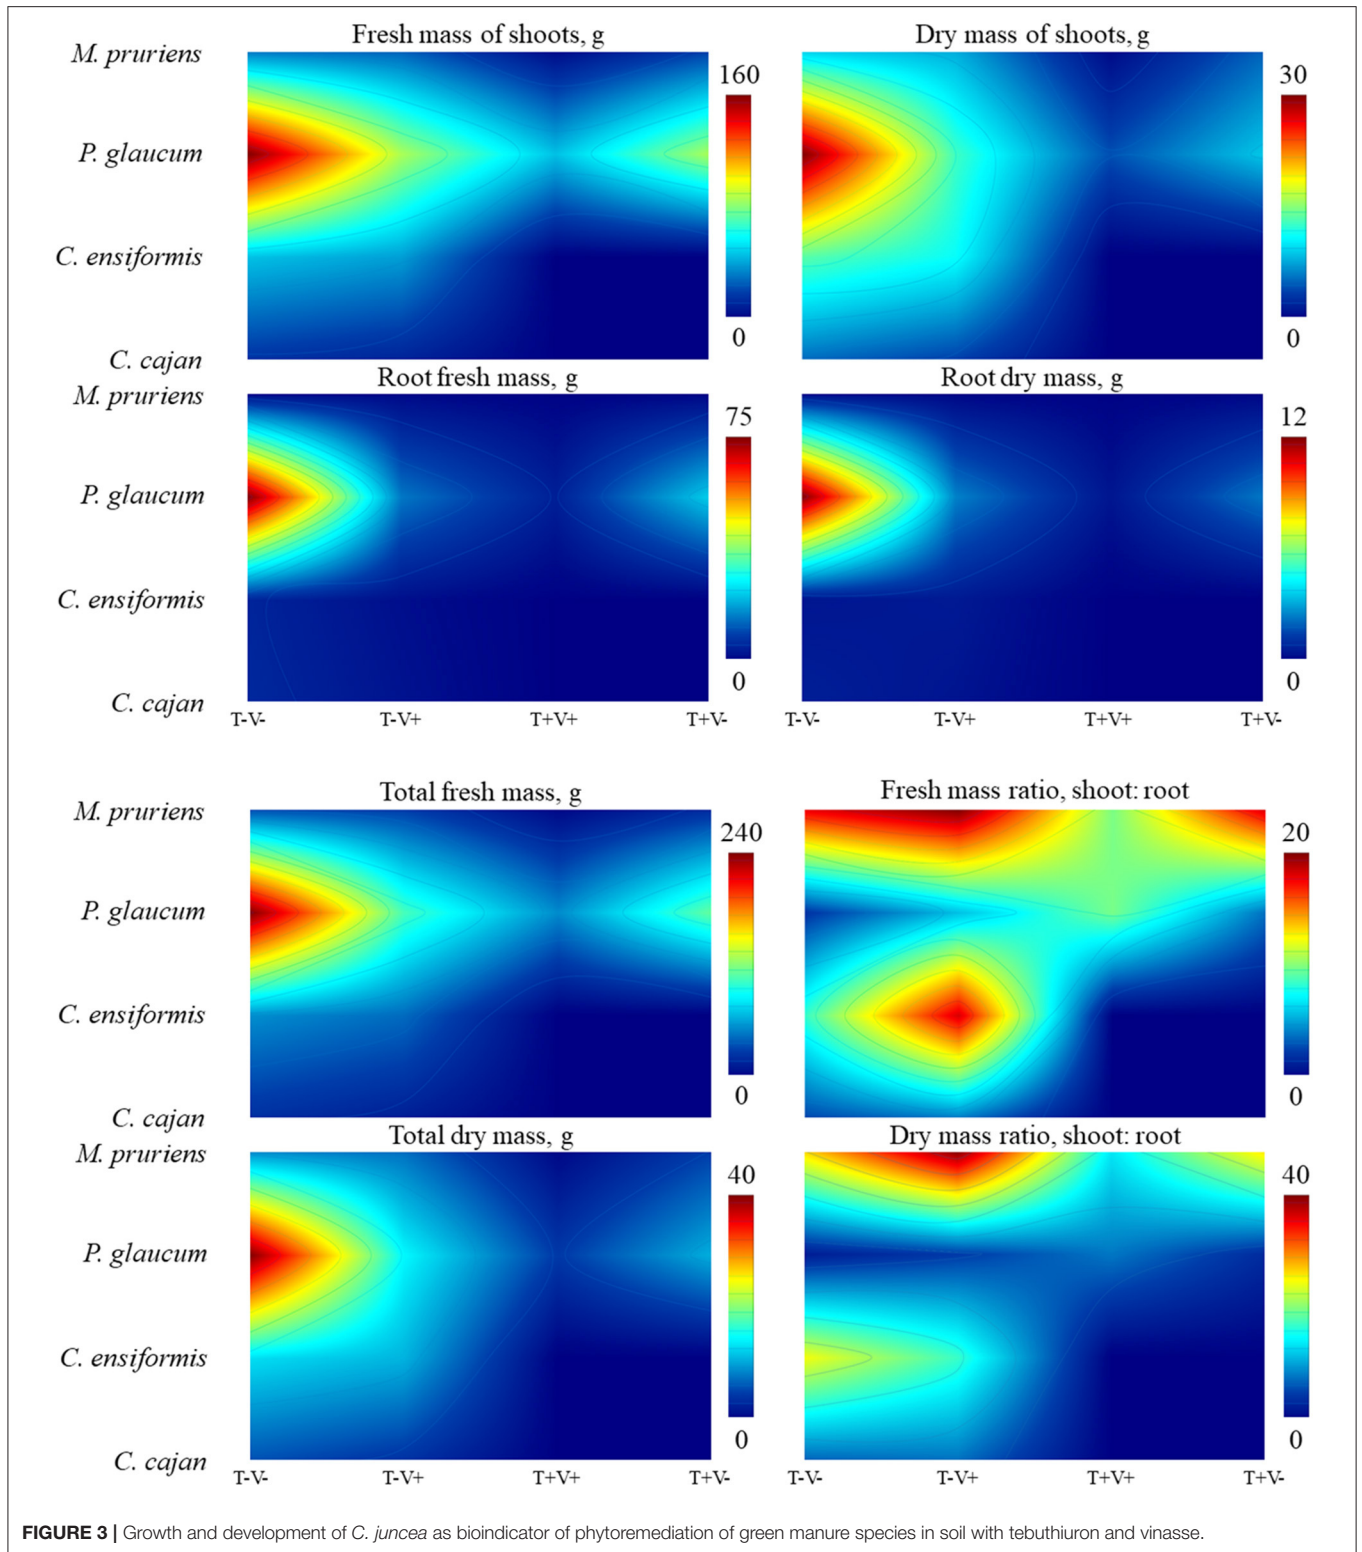 Fresh mass of shoots, g
Dry mass of shoots, g
M. pruriens
P. glaucum
C. ensiformis
C. cajan
160
0
30
0
Root fresh mass, g
Root dry mass, g
M. pruriens
P. glaucum
C. ensiformis
C. cajan
75
0
12
0
T-V- T-V+ T+V+ T+V-
T-V- T-V+ T+V+ T+V-
Total fresh mass, g
Fresh mass ratio, shoot: root
M. pruriens
P. glaucum
C. ensiformis
C. cajan
240
0
20
0
Total dry mass, g
Dry mass ratio, shoot: root
M. pruriens
P. glaucum
C. ensiformis
C. cajan
40
0
40
0
T-V- T-V+ T+V+ T+V-
T-V- T-V+ T+V+ T+V-
FIGURE 3 | Growth and development of C. juncea as bioindicator of phytoremediation of green manure species in soil with tebuthiuron and vinasse.